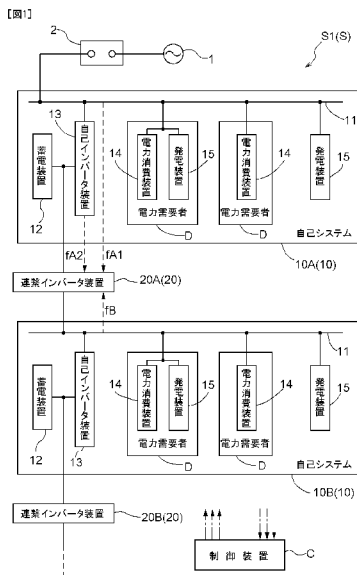 【図1】
2
1
S1(S)
11
13
蓄電装置
自己インバータ装置
14
電力消費装置
発電装置
15
14
電力消費装置
発電装置
15
12
電力需要者
電力需要者
D
D
自己システム
fA2
fA1
10A(10)
連繋インバータ装置
20A(20)
fB
11
蓄電装置
自己インバータ装置
14
電力消費装置
発電装置
15
14
電力消費装置
発電装置
15
12
13
電力需要者
電力需要者
D
D
自己システム
10B(10)
連繋インバータ装置
20B(20)
制御装置
C